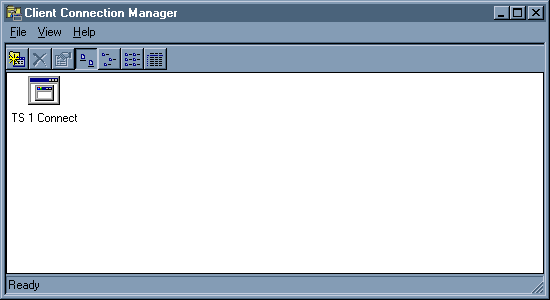 Client Connection Manager
File View Help
TS 1 Connect
Ready